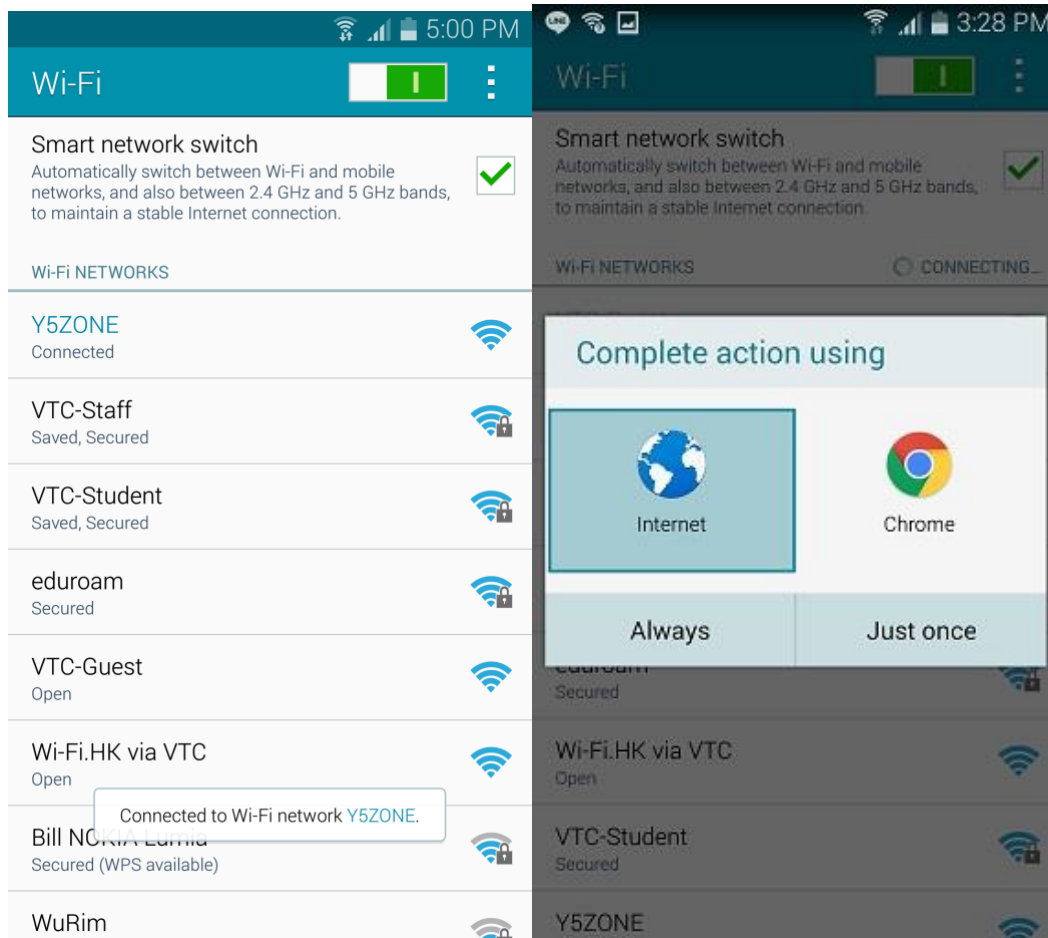 5:00 PM
Wi-Fi
Smart network switch
Automatically switch between Wi-Fi and mobile
networks, and also between 2.4 GHz and 5 GHz bands,
to maintain a stable Internet connection.
Wi-Fi NETWORKS
Y5ZONE
Connected
VTC-Staff
Saved, Secured
VTC-Student
Saved, Secured
eduroam
Secured
VTC-Guest
Open
Wi-Fi.HK via VTC
Open
Connected to Wi-Fi network Y5ZONE.
Bill NOKIA Lumia
Secured (WPS available)
WuRim
LINE
3:28 PM
Wi-Fi
Smart network switch
Automatically switch between Wi-Fi and mobile
networks, and also between 2.4 GHz and 5 GHz bands,
to maintain a stable Internet connection.
Wi-Fi NETWORKS
CONNECTING...
Complete action using
Internet
Chrome
Always
Just once
eduroam
Secured
Wi-Fi.HK via VTC
Open
VTC-Student
Secured
Y5ZONE